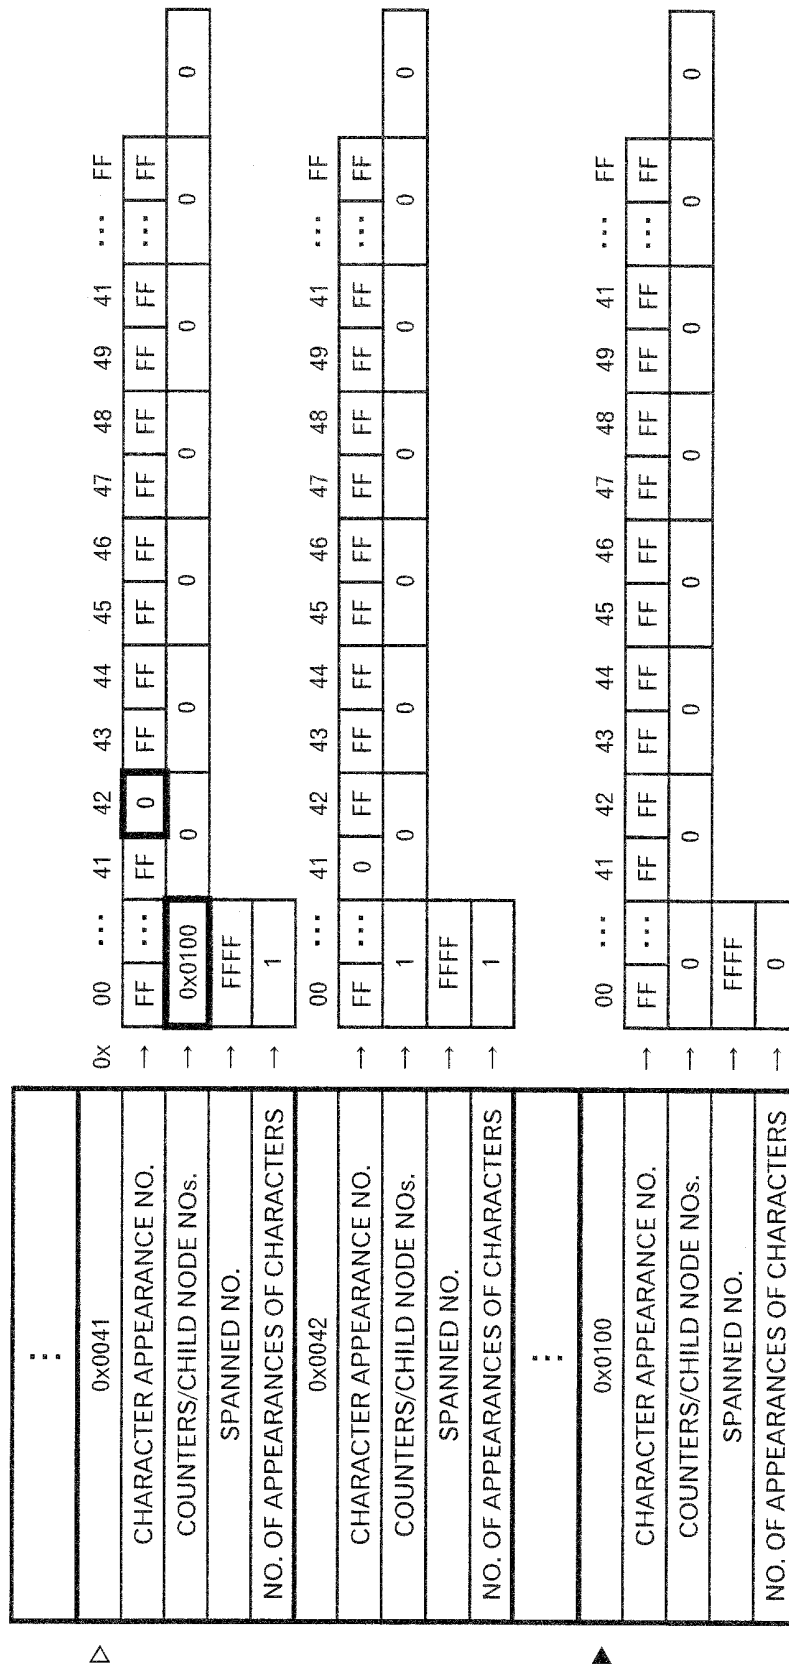 ⋮
▷ 0x0041 0x 00 ... 41 42 43 44 45 46 47 48 49 41 ... FF
CHARACTER APPEARANCE NO. → FF ... FF 0 FF FF FF FF FF FF FF FF ... FF
COUNTERS/CHILD NODE NOs. → 0x0100 0 0 0 0 0 0 0
SPANNED NO. → FFFF
NO. OF APPEARANCES OF CHARACTERS → 1
0x0042 00 ... 41 42 43 44 45 46 47 48 49 41 ... FF
CHARACTER APPEARANCE NO. → FF ... 0 FF FF FF FF FF FF FF FF FF ... FF
COUNTERS/CHILD NODE NOs. → 1 0 0 0 0 0 0 0
SPANNED NO. → FFFF
NO. OF APPEARANCES OF CHARACTERS → 1
⋮
▶ 0x0100 00 ... 41 42 43 44 45 46 47 48 49 41 ... FF
CHARACTER APPEARANCE NO. → FF ... FF FF FF FF FF FF FF FF FF FF ... FF
COUNTERS/CHILD NODE NOs. → 0 0 0 0 0 0 0 0
SPANNED NO. → FFFF
NO. OF APPEARANCES OF CHARACTERS → 0